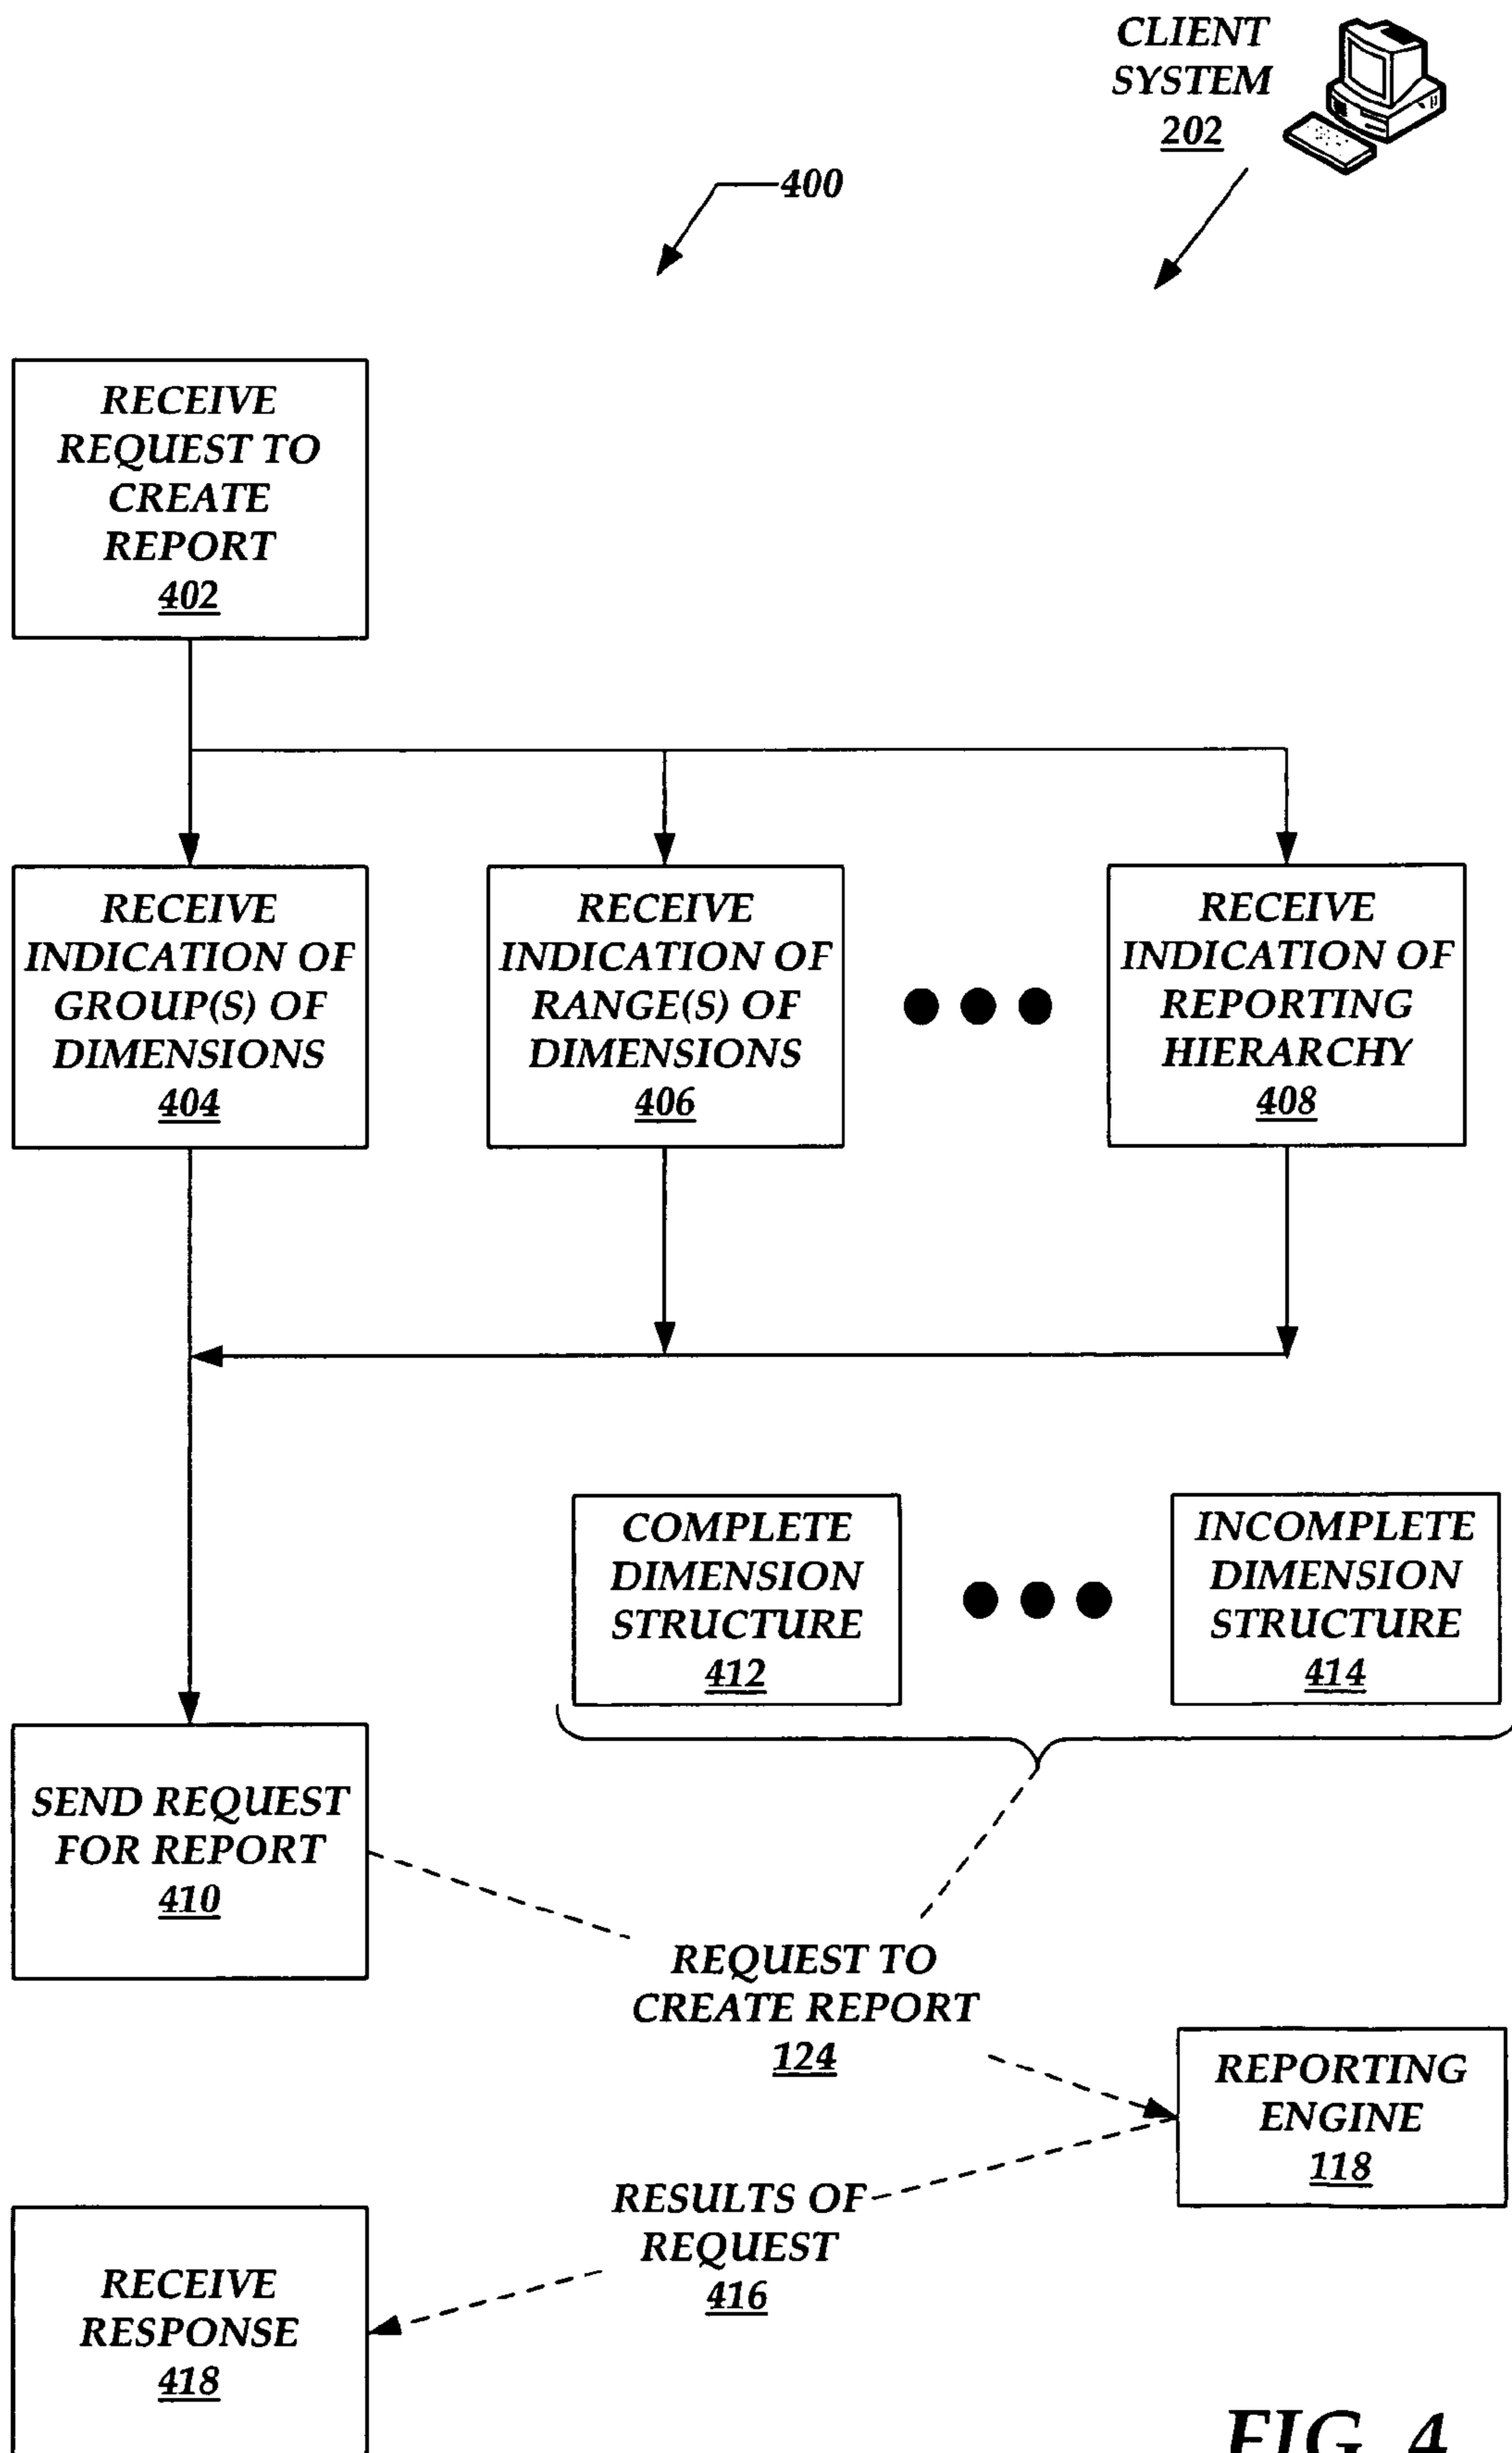 CLIENT
SYSTEM
202
400
RECEIVE
REQUEST TO
CREATE
REPORT
402
RECEIVE
INDICATION OF
GROUP(S) OF
DIMENSIONS
404
RECEIVE
INDICATION OF
RANGE(S) OF
DIMENSIONS
406
RECEIVE
INDICATION OF
REPORTING
HIERARCHY
408
COMPLETE
DIMENSION
STRUCTURE
412
INCOMPLETE
DIMENSION
STRUCTURE
414
SEND REQUEST
FOR REPORT
410
REQUEST TO
CREATE REPORT
124
REPORTING
ENGINE
118
RESULTS OF
REQUEST
416
RECEIVE
RESPONSE
418
FIG. 4